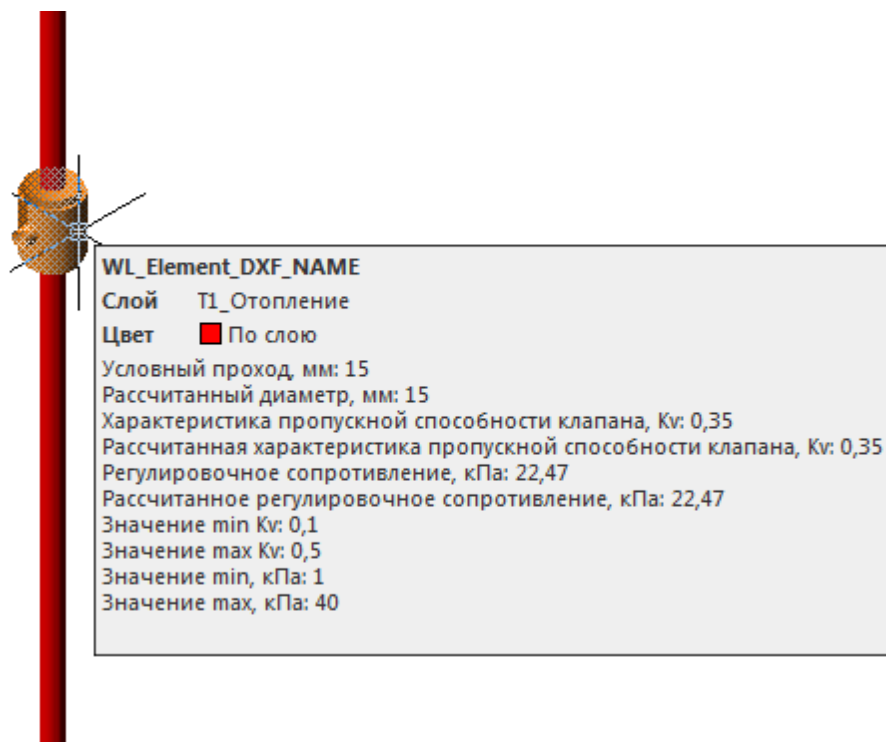 WL_Element_DXF_NAME
Слой T1_Отопление
Цвет По слою
Условный проход, мм: 15
Рассчитанный диаметр, мм: 15
Характеристика пропускной способности клапана, Kv: 0,35
Рассчитанная характеристика пропускной способности клапана, Kv: 0,35
Регулировочное сопротивление, кПа: 22,47
Рассчитанное регулировочное сопротивление, кПа: 22,47
Значение min Kv: 0,1
Значение max Kv: 0,5
Значение min, кПа: 1
Значение max, кПа: 40